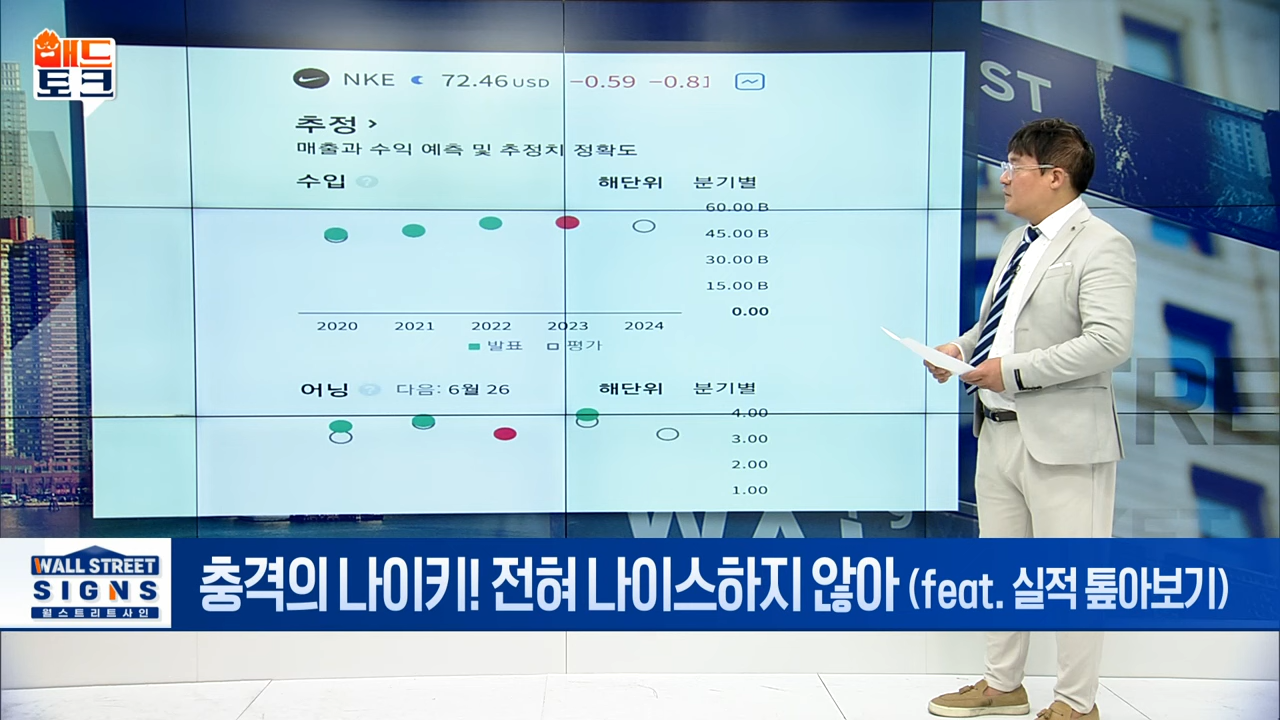 매드
토크
NKE 72.46 USD −0.59 −0.81
추정 ›
매출과 수익 예측 및 추정치 정확도
수입 ? 해단위 분기별
60.00 B
45.00 B
30.00 B
15.00 B
0.00
2020 2021 2022 2023 2024
발표 평가
어닝 ? 다음: 6월 26 해단위 분기별
4.00
3.00
2.00
1.00
ST
WALL STREET
SIGNS
월스트리트사인
충격의 나이키! 전혀 나이스하지 않아 (feat. 실적 톺아보기)